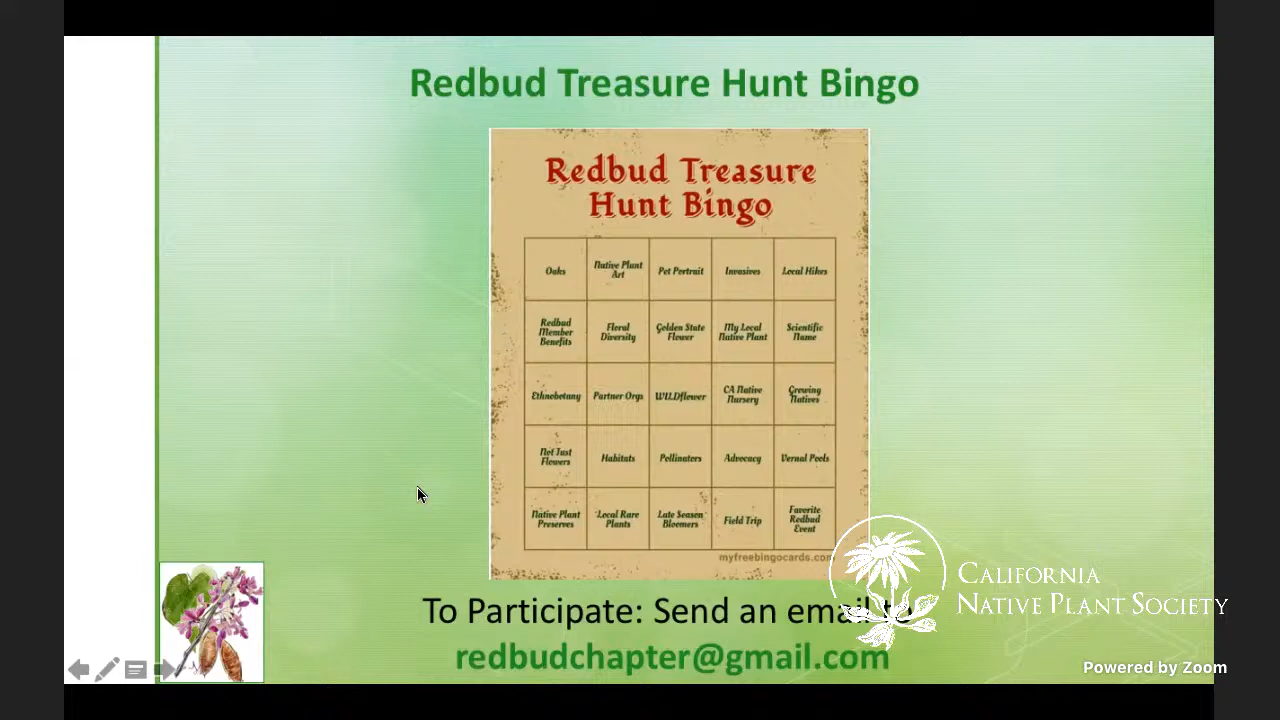 Redbud Treasure Hunt Bingo
Redbud Treasure
Hunt Bingo
Oaks
Native Plant
Art
Pet Portrait
Invasives
Local Hikes
Redbud
Member
Benefits
Floral
Diversity
Golden State
Flower
My Local
Native Plant
Scientific
Name
Ethnobotany
Partner Orgs
WILDflower
CA Native
Nursery
Growing
Natives
Not Just
Flowers
Habitats
Pollinators
Advocacy
Vernal Pools
Native Plant
Preserves
Local Rare
Plants
Late Season
Bloomers
Field Trip
Favorite
Redbud
Event
myfreebingocards.com
To Participate: Send an email to
redbudchapter@gmail.com
CALIFORNIA
NATIVE PLANT SOCIETY
Powered by Zoom